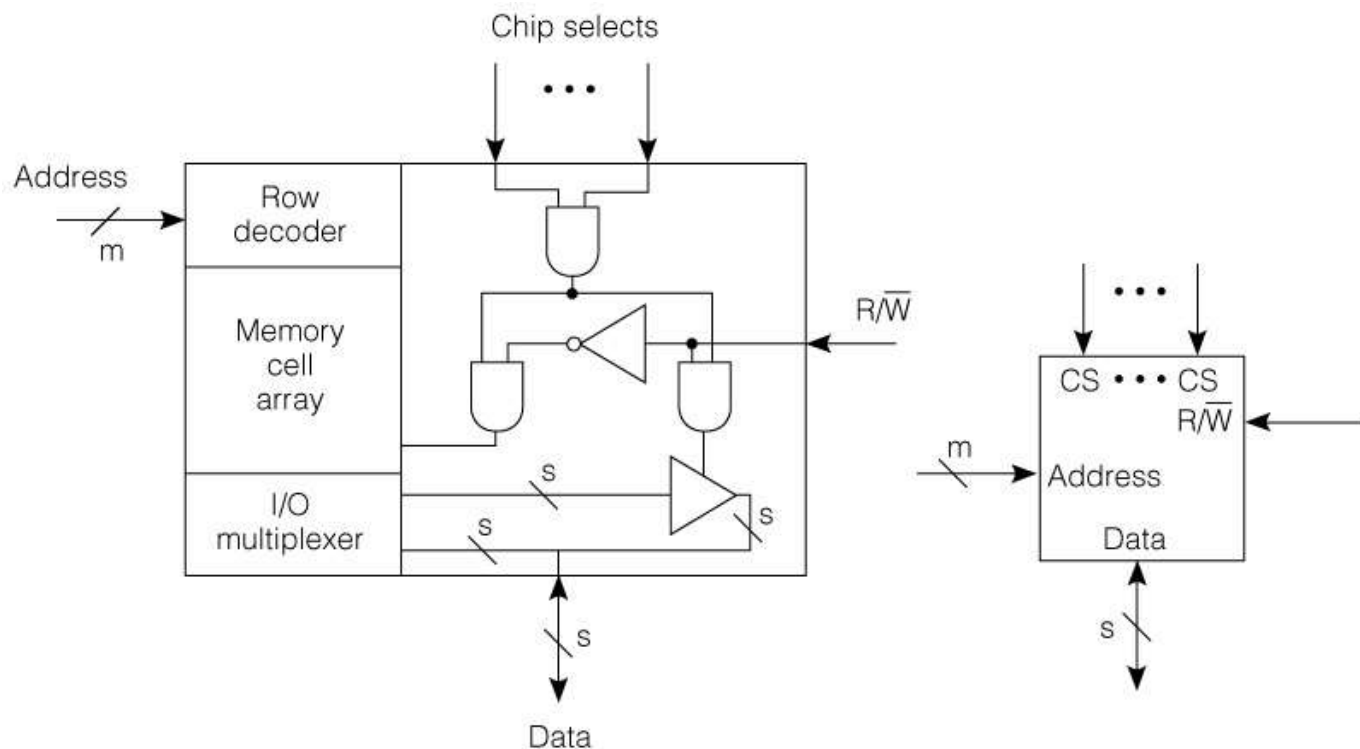 Chip selects
• • •
Address
m
Row
decoder
Memory
cell
array
I/O
multiplexer
R/W̅
s
s
s
s
Data
• • •
CS • • • CS
R/W̅
m
Address
Data
s